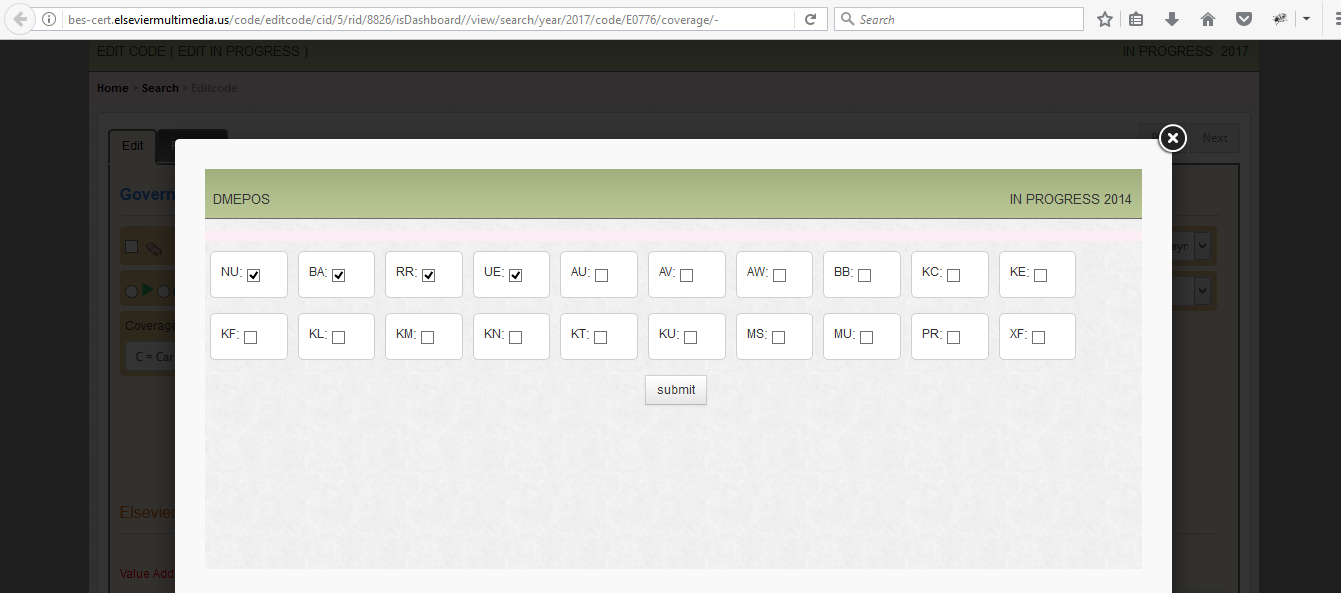 bes-cert.elseviermultimedia.us/code/editcode/cid/5/rid/8826/isDashboard//view/search/year/2017/code/E0776/coverage/-
Search
EDIT CODE ( EDIT IN PROGRESS )
IN PROGRESS 2017
Home > Search > Editcode
Edit
Next
Govern
DMEPOS
IN PROGRESS 2014
NU: BA: RR: UE: AU: AV: AW: BB: KC: KE:
KF: KL: KM: KN: KT: KU: MS: MU: PR: XF:
Coverage
C = Car
submit
Elsevier
Value Add